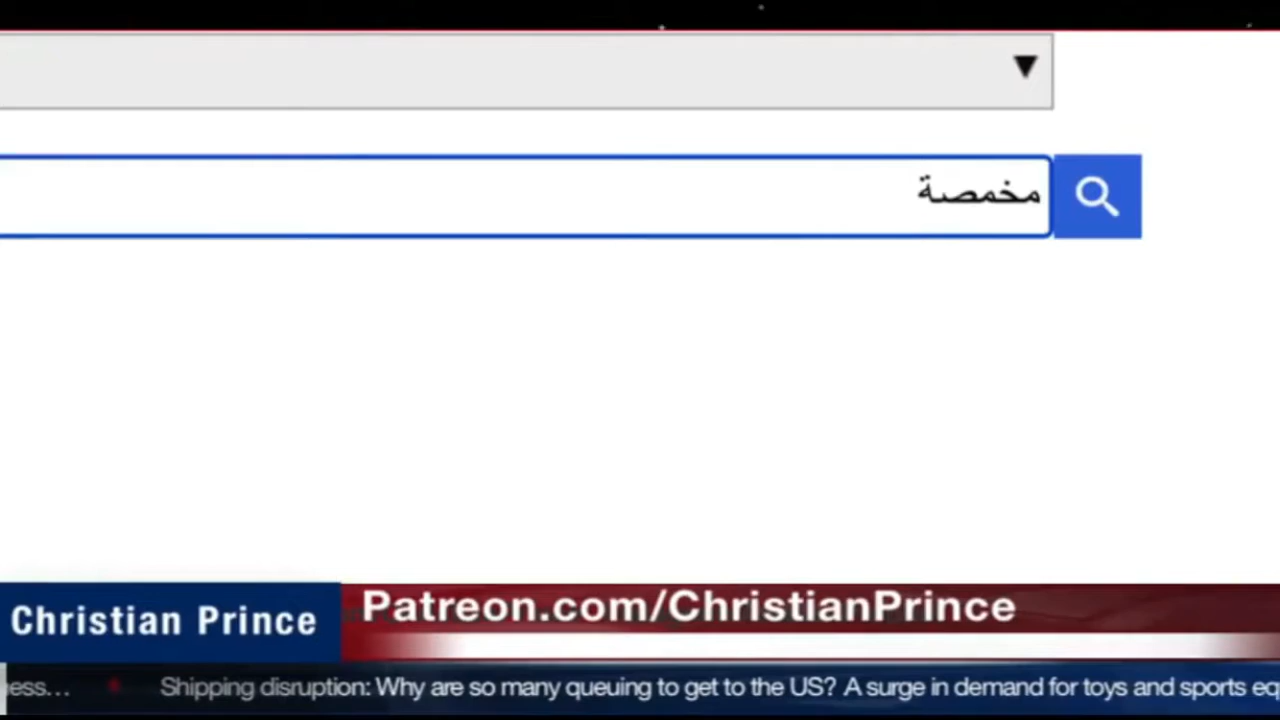 مخمصة
Christian Prince
Patreon.com/ChristianPrince
ess... Shipping disruption: Why are so many queuing to get to the US? A surge in demand for toys and sports eq